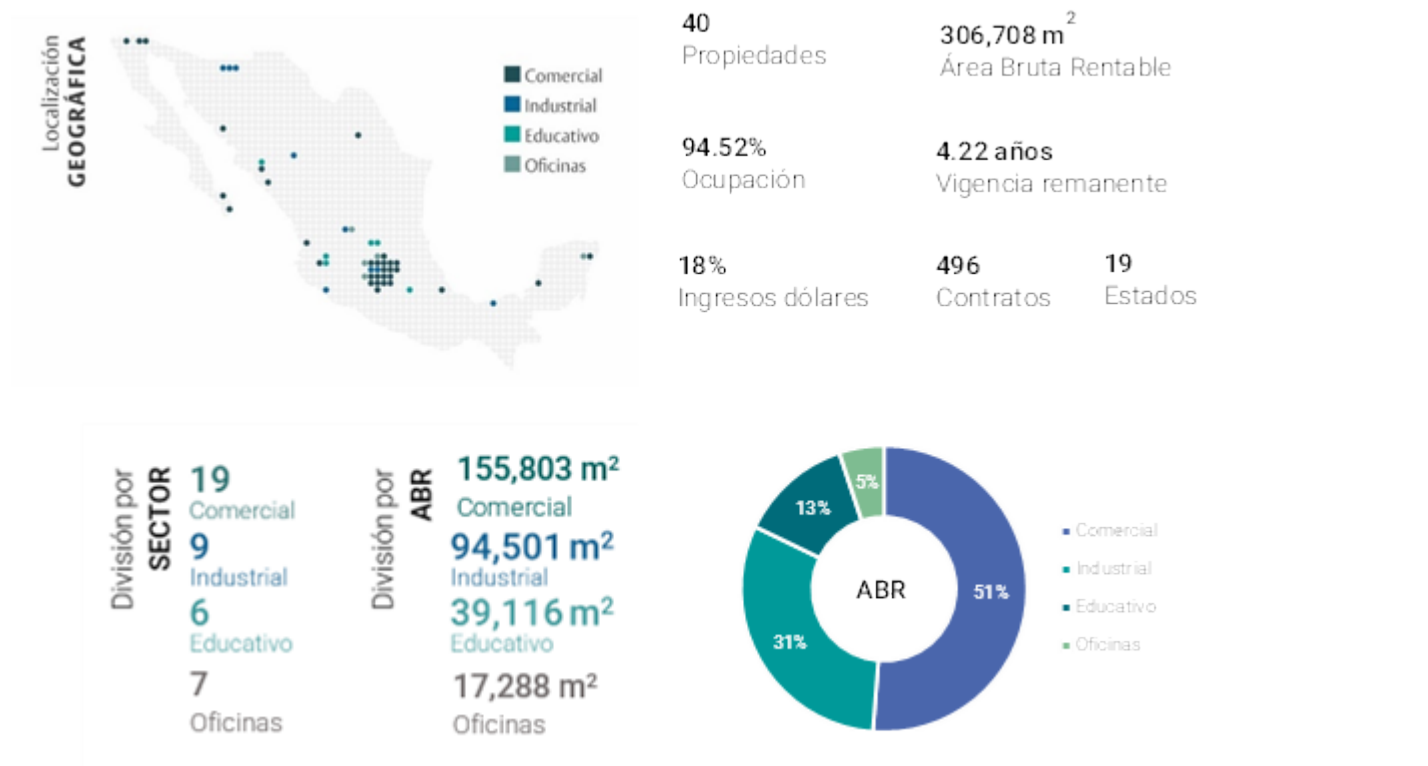 Localización
GEOGRÁFICA
Comercial
Industrial
Educativo
Oficinas
40
Propiedades
306,708 m²
Área Bruta Rentable
94.52%
Ocupación
4.22 años
Vigencia remanente
18%
Ingresos dólares
496
Contratos
19
Estados
División por
SECTOR
19
Comercial
9
Industrial
6
Educativo
7
Oficinas
División por
ABR
155,803 m²
Comercial
94,501 m²
Industrial
39,116 m²
Educativo
17,288 m²
Oficinas
5%
13%
31%
51%
ABR
Comercial
Industrial
Educativo
Oficinas